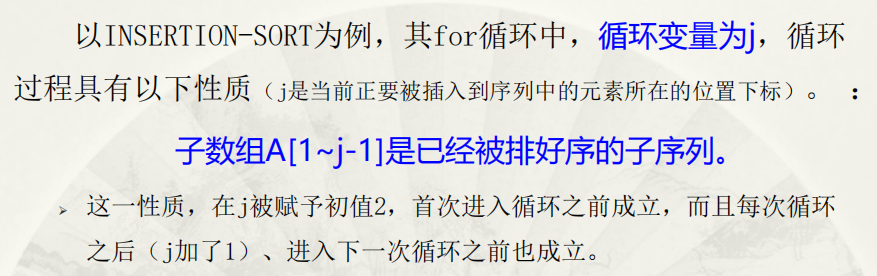 以INSERTION-SORT为例，其for循环中，循环变量为j，循环
过程具有以下性质（j是当前正要被插入到序列中的元素所在的位置下标）。 ：
子数组A[1~j-1]是已经被排好序的子序列。
➢ 这一性质，在j被赋予初值2，首次进入循环之前成立，而且每次循环
之后（j加了1）、进入下一次循环之前也成立。